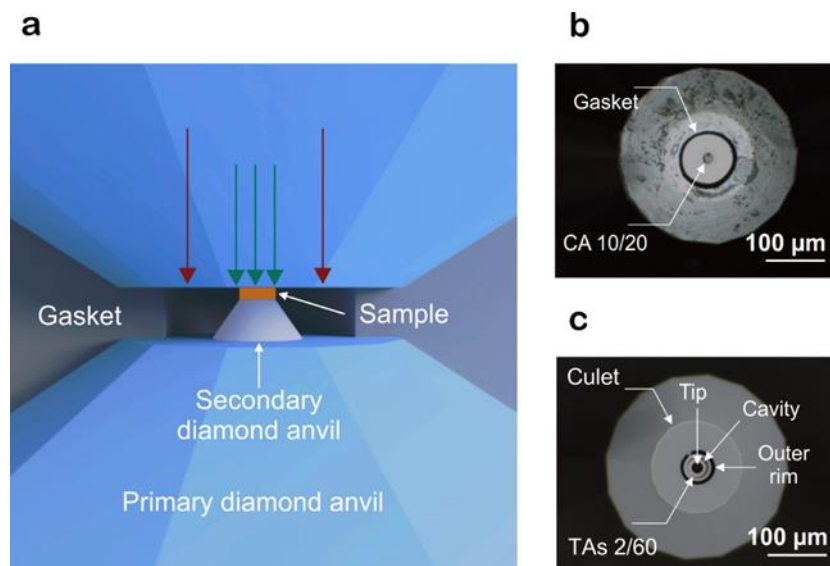 a
Gasket
Sample
Secondary
diamond anvil
Primary diamond anvil
b
Gasket
CA 10/20
100 μm
c
Culet
Tip
Cavity
Outer
rim
TAs 2/60
100 μm